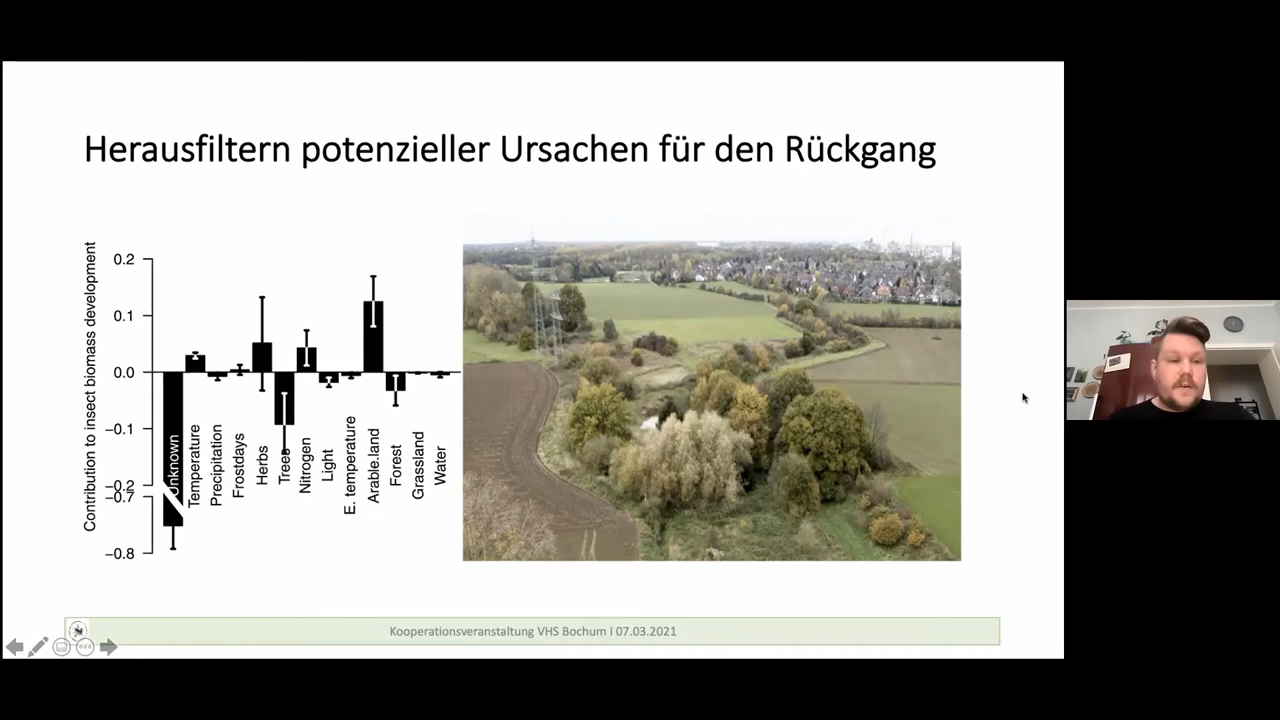 Herausfiltern potenzieller Ursachen für den Rückgang
Contribution to insect biomass development
0.2
0.1
0.0
−0.1
−0.2
−0.7
−0.8
Unknown
Temperature
Precipitation
Frostdays
Herbs
Trees
Nitrogen
Light
E. temperature
Arable.land
Forest
Grassland
Water
Kooperationsveranstaltung VHS Bochum I 07.03.2021